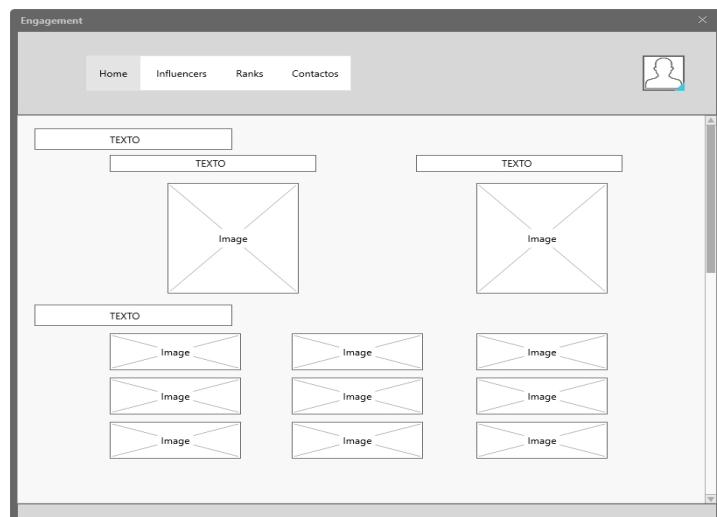 Engagement
Home Influencers Ranks Contactos
TEXTO
TEXTO TEXTO
Image Image
TEXTO
Image Image Image
Image Image Image
Image Image Image